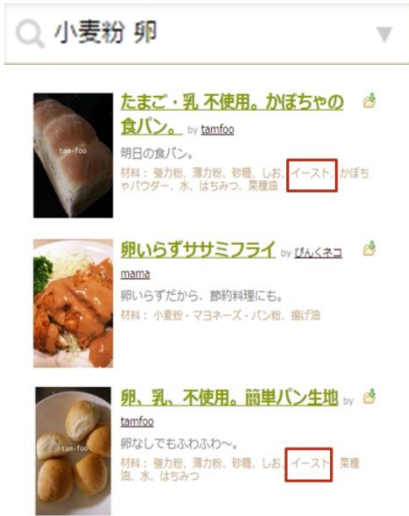 小麦粉 卵
たまご・乳 不使用。かぼちゃの
食パン。 by tamfoo
明日の食パン。
材料： 強力粉、薄力粉、砂糖、しお、イースト、かぼち
ゃパウダー、水、はちみつ、菜種油
tam-foo
卵いらずササミフライ by ぴんくネコ
mama
卵いらずだから、節約料理にも。
材料： 小麦粉・マヨネーズ・パン粉、揚げ油
卵、乳、不使用。簡単パン生地 by
tamfoo
卵なしでもふわふわ～。
材料： 強力粉、薄力粉、砂糖、しお、イースト、菜種
油、水、はちみつ
tam-foo